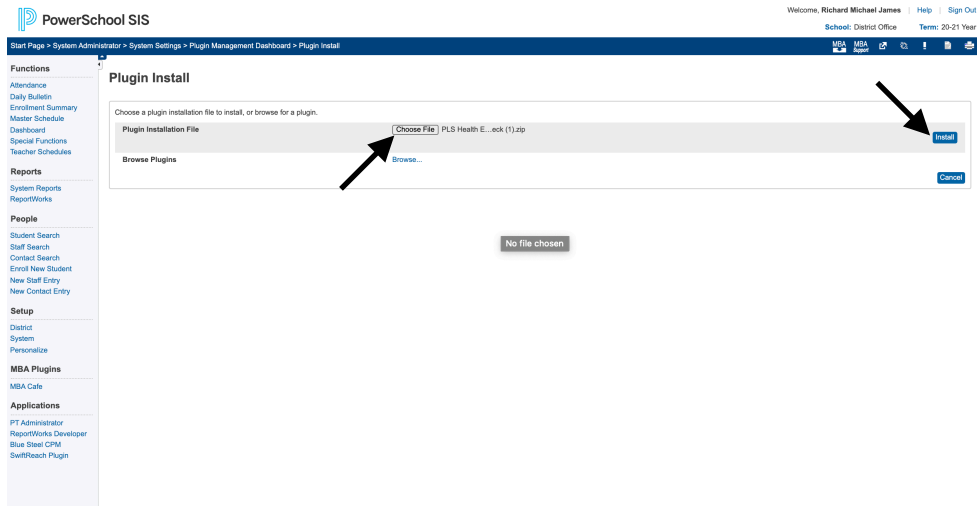 PowerSchool SIS
Welcome, Richard Michael James | Help | Sign Out
School: District Office Term: 20-21 Year
Start Page > System Administrator > System Settings > Plugin Management Dashboard > Plugin Install
MBA MBA Support
Functions
Attendance
Daily Bulletin
Enrollment Summary
Master Schedule
Dashboard
Special Functions
Teacher Schedules
Reports
System Reports
ReportWorks
People
Student Search
Staff Search
Contact Search
Enroll New Student
New Staff Entry
New Contact Entry
Setup
District
System
Personalize
MBA Plugins
MBA Cafe
Applications
PT Administrator
ReportWorks Developer
Blue Steel CPM
SwiftReach Plugin
Plugin Install
Choose a plugin installation file to install, or browse for a plugin.
Plugin Installation File Choose File PLS Health E...eck (1).zip
Install
Browse Plugins Browse...
Cancel
No file chosen